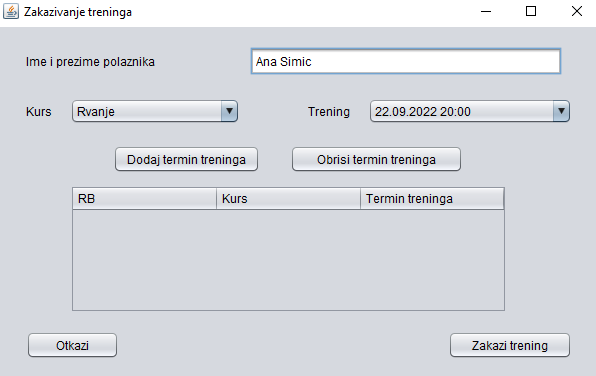 Zakazivanje treninga
Ime i prezime polaznika Ana Simic
Kurs Rvanje Trening 22.09.2022 20:00
Dodaj termin treninga Obrisi termin treninga
RB Kurs Termin treninga
Otkazi Zakazi trening